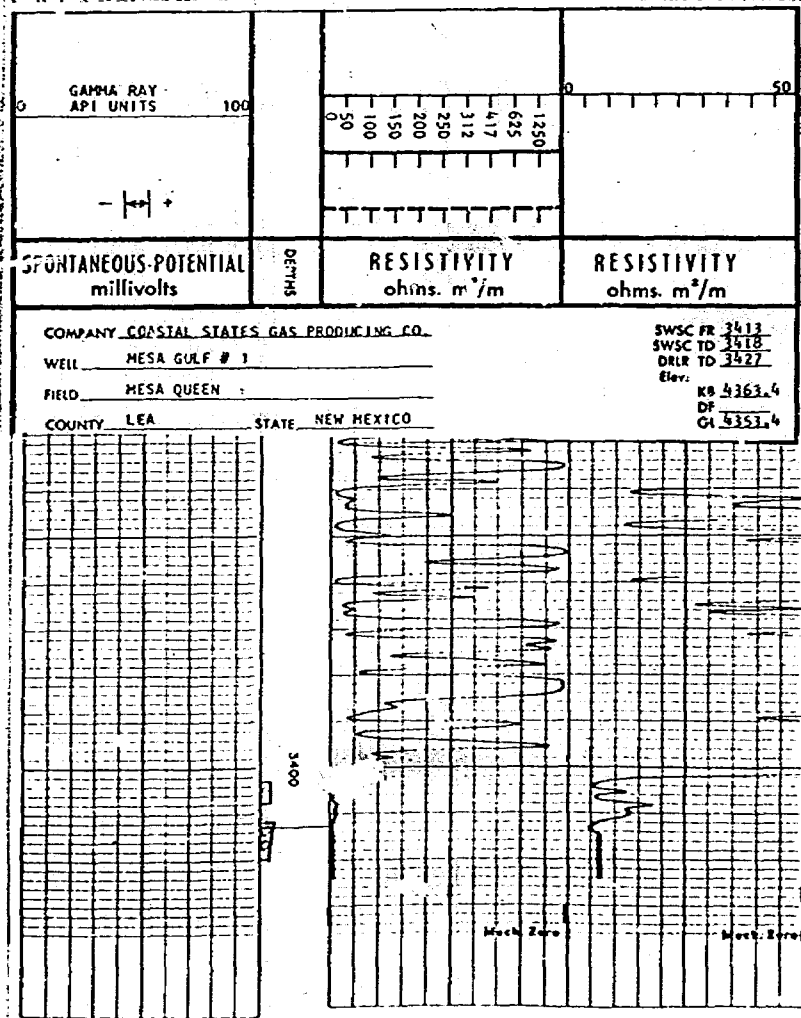 GAMMA RAY
0 API UNITS 100
- +
0 50 100 150 200 250 312 417 625 1250
0 50
SPONTANEOUS-POTENTIAL
millivolts
DEPTHS
RESISTIVITY
ohms. m²/m
RESISTIVITY
ohms. m²/m
COMPANY COASTAL STATES GAS PRODUCING CO.
WELL MESA GULF # 1
FIELD MESA QUEEN
COUNTY LEA STATE NEW MEXICO
SWSC FR 3413
SWSC TD 3418
DRLR TD 3427
Elev:
KB 4363.4
DF
GL 4353.4
3400
Mech. Zero
Mech. Zero